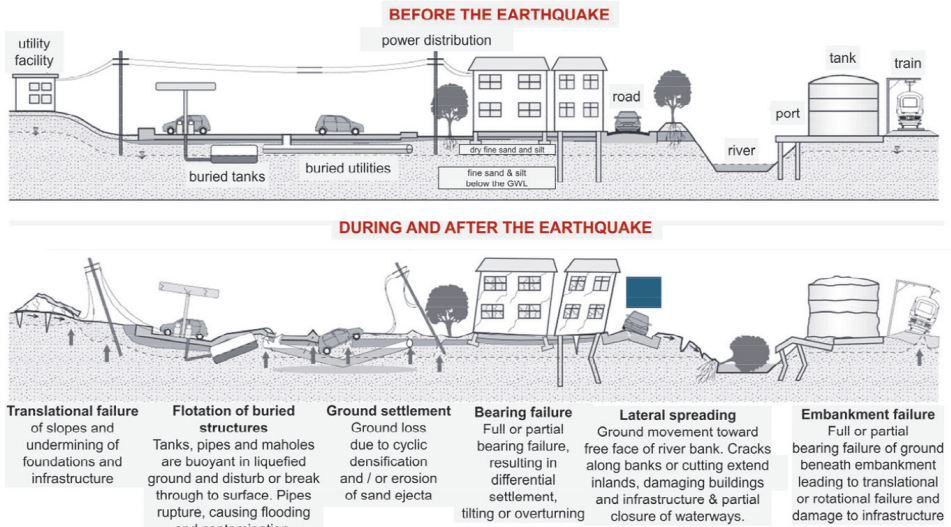 BEFORE THE EARTHQUAKE
utility
facility
power distribution
tank
train
road
port
river
buried tanks
buried utilities
dry fine sand and silt
fine sand & silt
below the GWL
DURING AND AFTER THE EARTHQUAKE
Translational failure
of slopes and
undermining of
foundations and
infrastructure
Flotation of buried
structures
Tanks, pipes and maholes
are buoyant in liquefied
ground and disturb or break
through to surface. Pipes
rupture, causing flooding
and contamination
Ground settlement
Ground loss
due to cyclic
densification
and / or erosion
of sand ejecta
Bearing failure
Full or partial
bearing failure,
resulting in
differential
settlement,
tilting or overturning
Lateral spreading
Ground movement toward
free face of river bank. Cracks
along banks or cutting extend
inlands, damaging buildings
and infrastructure & partial
closure of waterways.
Embankment failure
Full or partial
bearing failure of ground
beneath embankment
leading to translational
or rotational failure and
damage to infrastructure